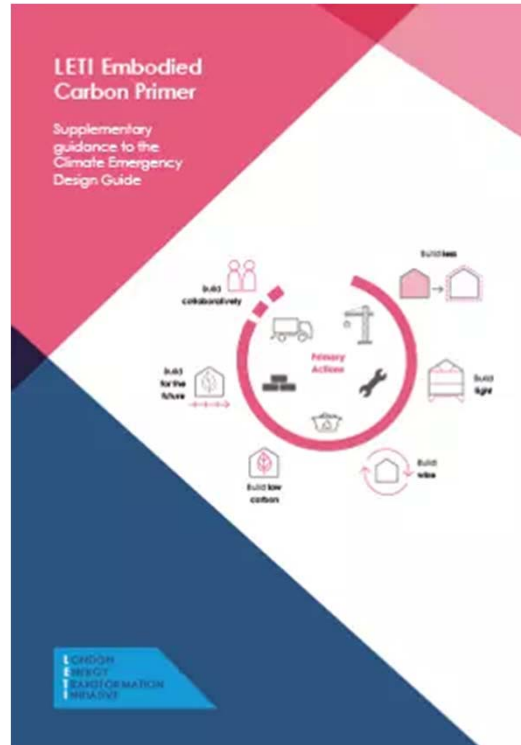 LETI Embodied
Carbon Primer
Supplementary
guidance to the
Climate Emergency
Design Guide
Build less
Build
collaboratively
Primary
Actions
Build
for the
future
Build
light
Build
wise
Build low
carbon
LONDON
ENERGY
TRANSFORMATION
INITIATIVE